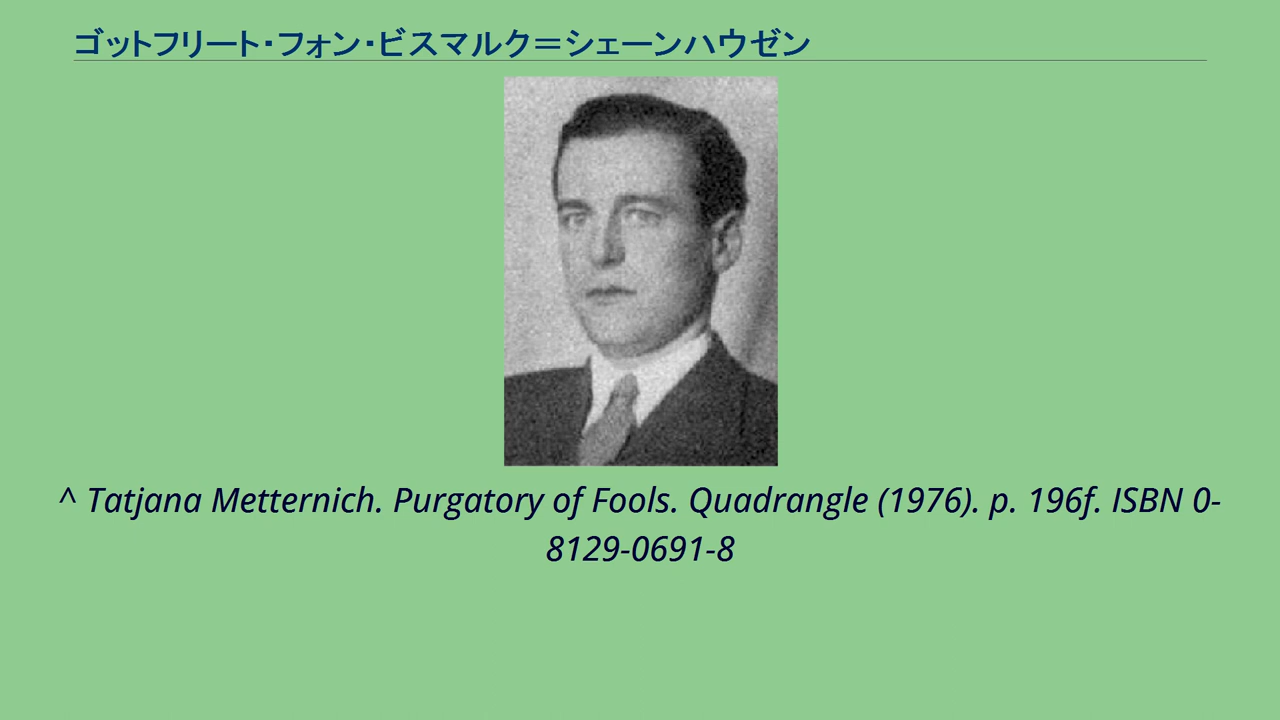 ゴットフリート・フォン・ビスマルク＝シェーンハウゼン
^ Tatjana Metternich. Purgatory of Fools. Quadrangle (1976). p. 196f. ISBN 0-
8129-0691-8